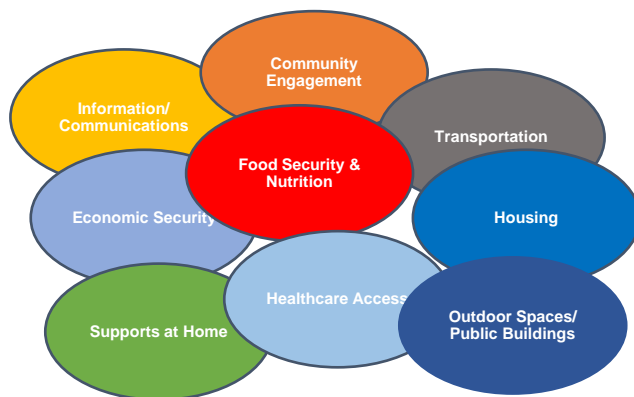 Community
Engagement
Information/
Communications
Transportation
Food Security &
Nutrition
Economic Security
Housing
Healthcare Access
Supports at Home
Outdoor Spaces/
Public Buildings